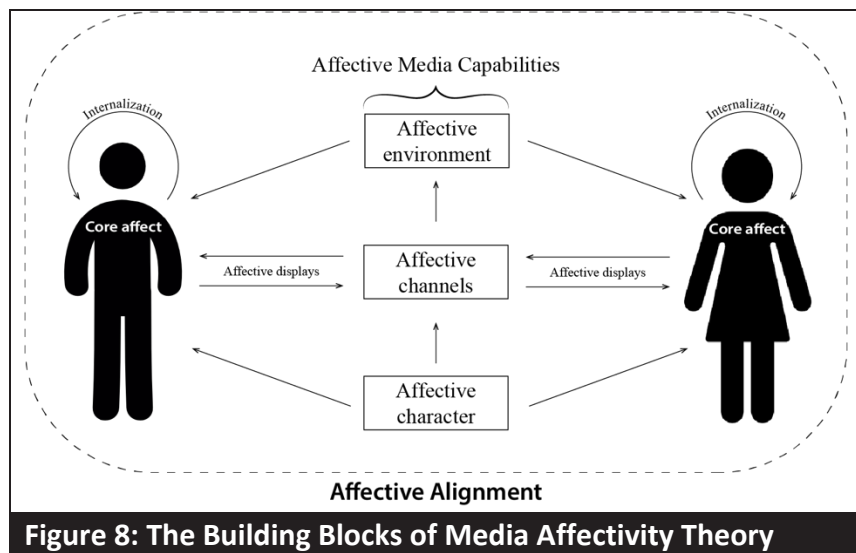 Affective Media Capabilities
Internalization
Internalization
Affective
environment
Core affect
Core affect
Affective displays
Affective
channels
Affective displays
Affective
character
Affective Alignment
Figure 8: The Building Blocks of Media Affectivity Theory